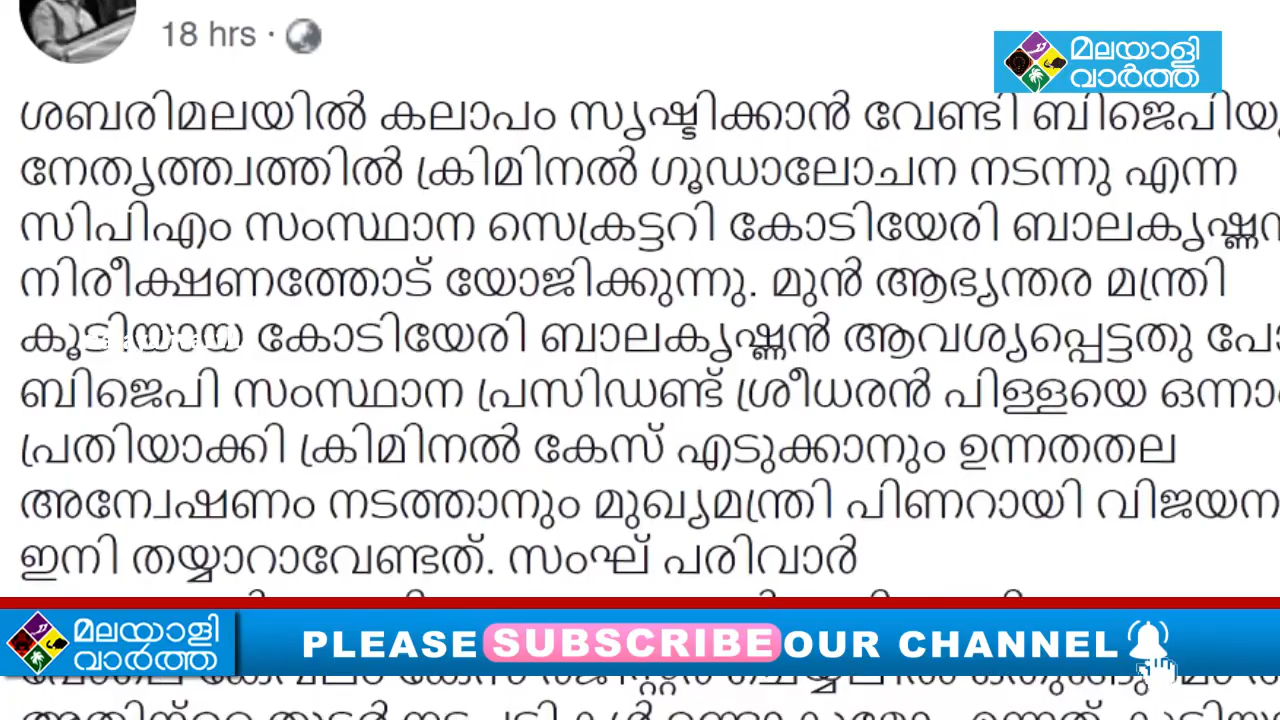 18 hrs ·
മലയാളി
വാർത്ത
ശബരിമലയിൽ കലാപം സൃഷ്ടിക്കാൻ വേണ്ടി ബിജെപിയു
നേതൃത്ത്വത്തിൽ ക്രിമിനൽ ഗൂഡാലോചന നടന്നു എന്ന
സിപിഎം സംസ്ഥാന സെക്രട്ടറി കോടിയേരി ബാലകൃഷ്ണൻ
നിരീക്ഷണത്തോട് യോജിക്കുന്നു. മുൻ ആഭ്യന്തര മന്ത്രി
കൂടിയായ കോടിയേരി ബാലകൃഷ്ണൻ ആവശ്യപ്പെട്ടതു പോ
ബിജെപി സംസ്ഥാന പ്രസിഡണ്ട് ശ്രീധരൻ പിള്ളയെ ഒന്നാം
പ്രതിയാക്കി ക്രിമിനൽ കേസ് എടുക്കാനും ഉന്നതതല
അന്വേഷണം നടത്താനും മുഖ്യമന്ത്രി പിണറായി വിജയന
ഇനി തയ്യാറാവേണ്ടത്. സംഘ് പരിവാർ
മലയാളി
വാർത്ത
PLEASE SUBSCRIBE OUR CHANNEL